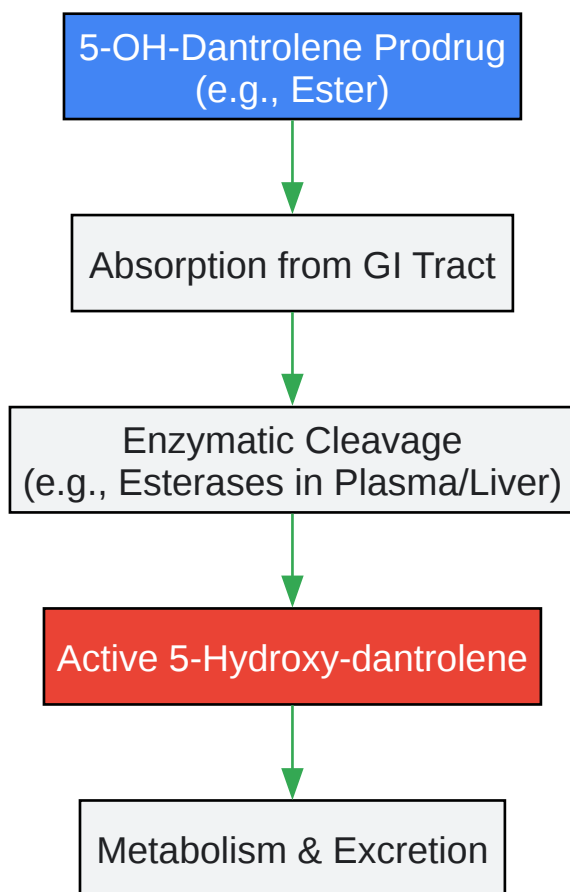 5-OH-Dantrolene Prodrug
(e.g., Ester)
Absorption from GI Tract
Enzymatic Cleavage
(e.g., Esterases in Plasma/Liver)
Active 5-Hydroxy-dantrolene
Metabolism & Excretion